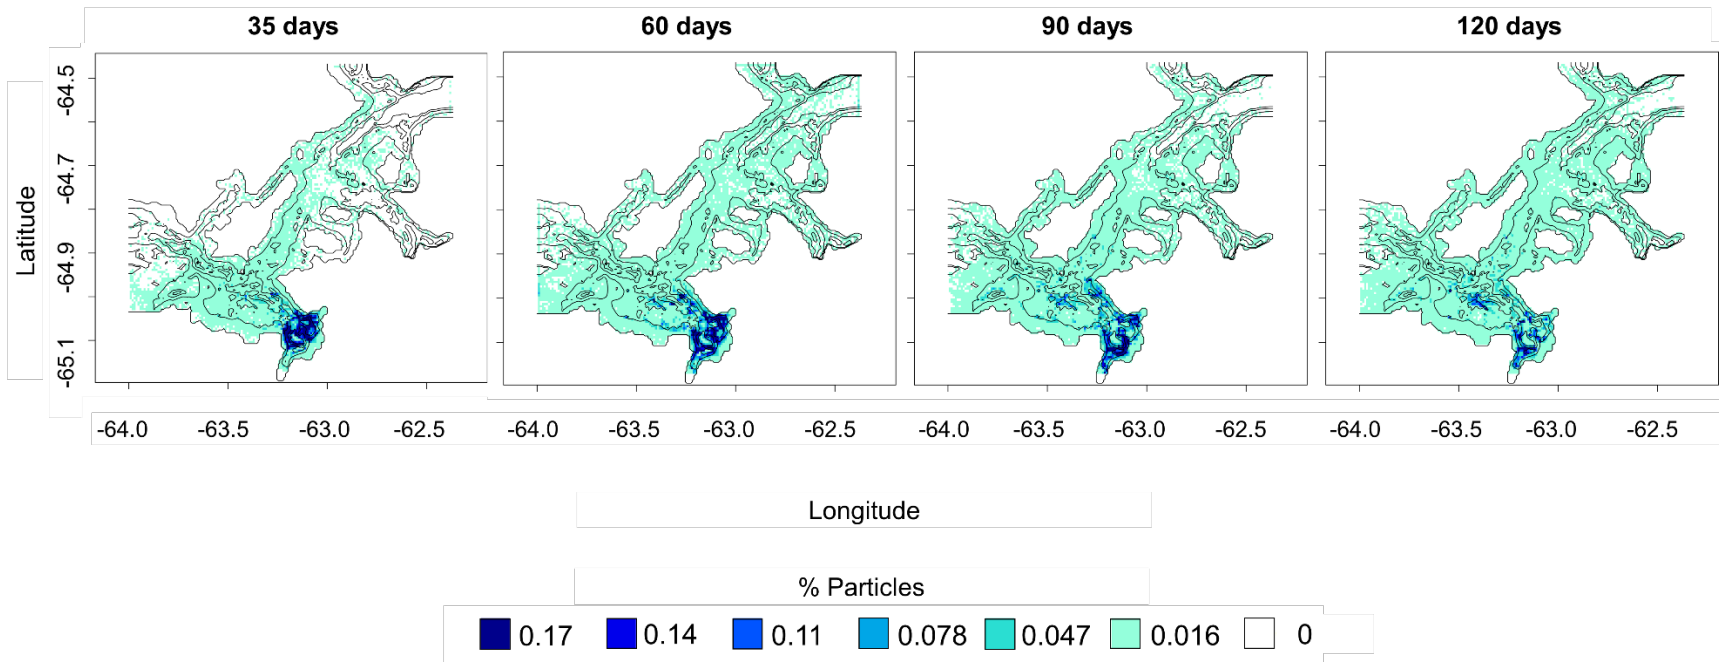 35 days 60 days 90 days 120 days
Latitude
-64.5
-64.7
-64.9
-65.1
-64.0 -63.5 -63.0 -62.5 -64.0 -63.5 -63.0 -62.5 -64.0 -63.5 -63.0 -62.5 -64.0 -63.5 -63.0 -62.5
Longitude
% Particles
0.17 0.14 0.11 0.078 0.047 0.016 0